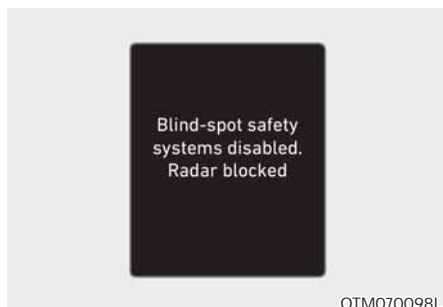 Blind-spot safety
systems disabled.
Radar blocked
OTM070098L